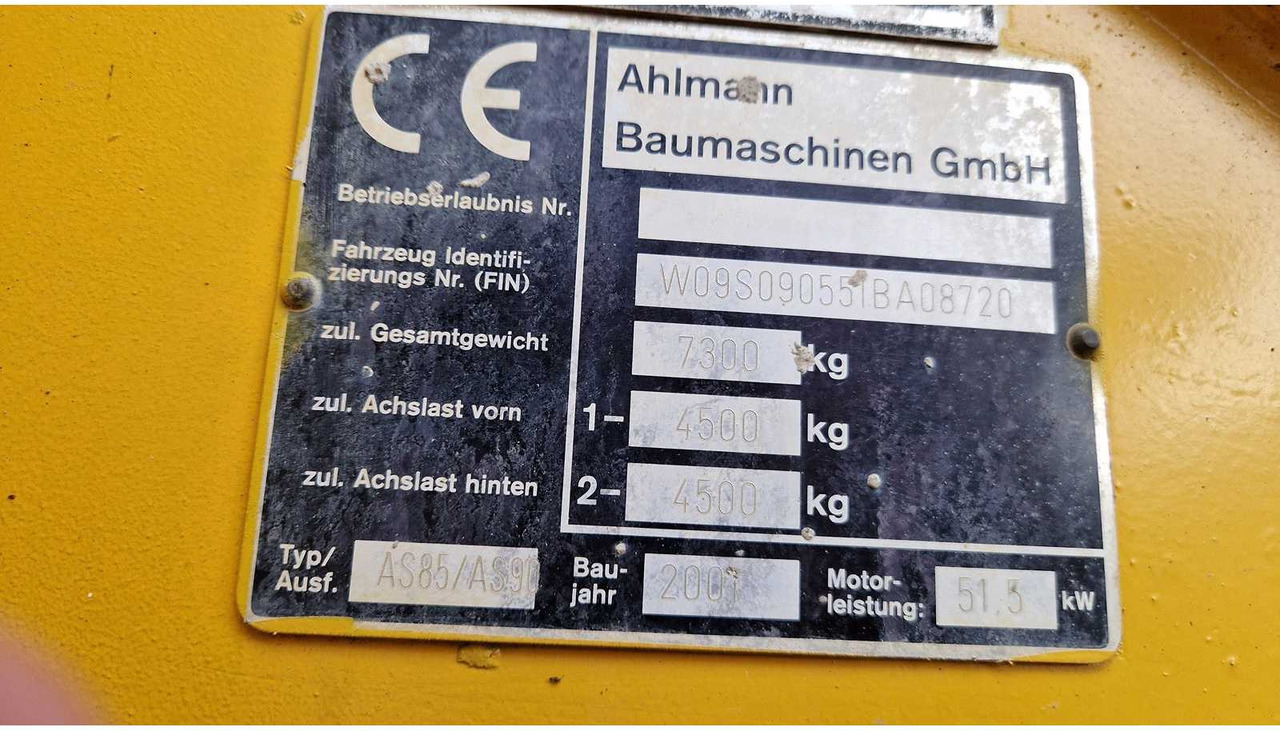 CE
Ahlmann
Baumaschinen GmbH
Betriebserlaubnis Nr.
Fahrzeug Identifi-
zierungs Nr. (FIN) W09S090551BA08720
zul. Gesamtgewicht 7300 kg
zul. Achslast vorn 1- 4500 kg
zul. Achslast hinten 2- 4500 kg
Typ/
Ausf. AS85/AS90
Bau-
jahr 2001
Motor-
leistung: 51,5 kW